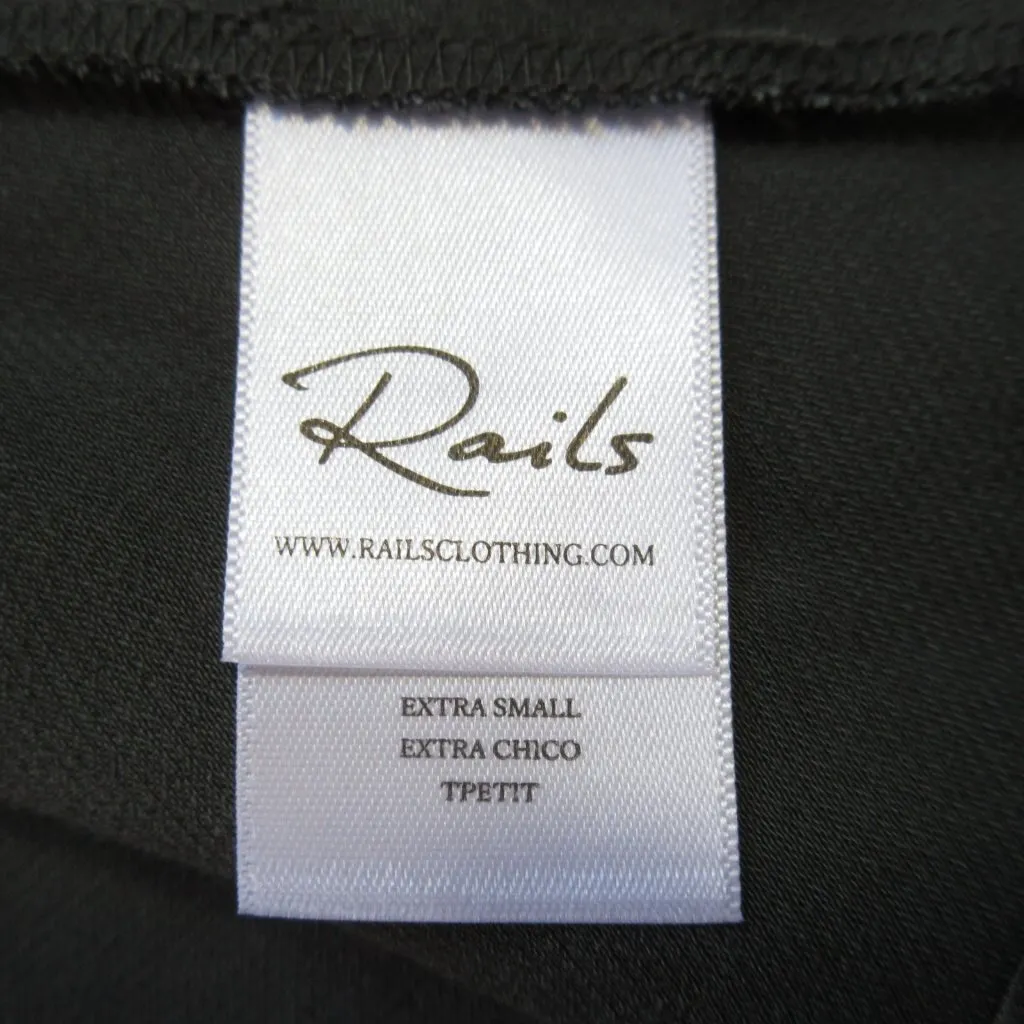 Rails
WWW.RAILSCLOTHING.COM
EXTRA SMALL
EXTRA CHICO
TPETIT